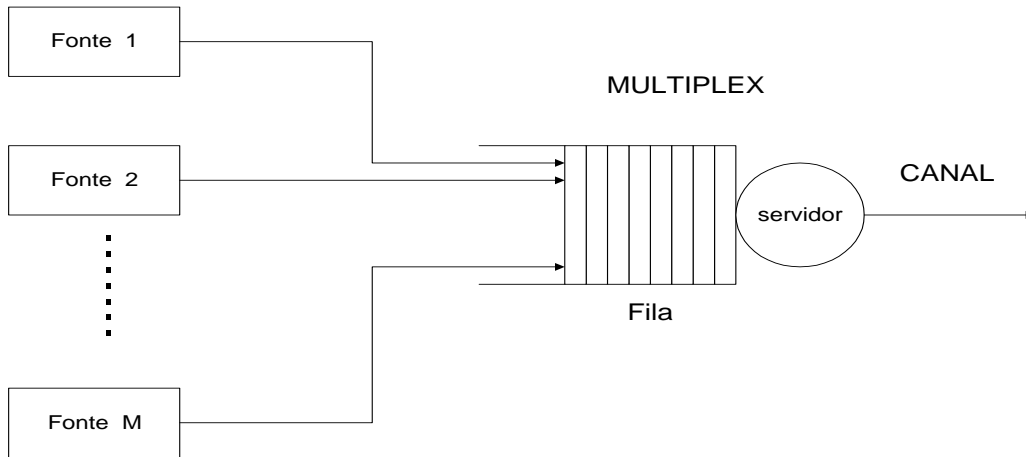 Fonte 1
MULTIPLEX
Fonte 2
CANAL
servidor
Fila
Fonte M